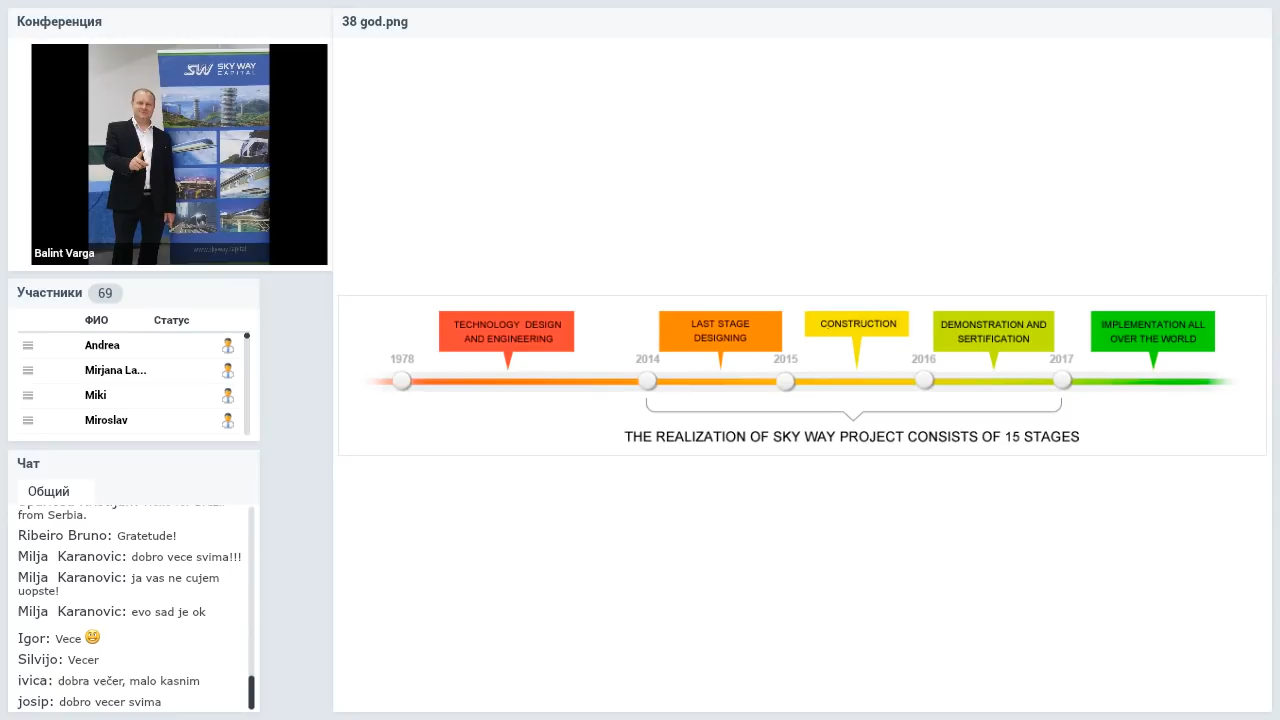 Конференция
SW SKY WAY
CAPITAL
www.skyway.capital
Balint Varga
Участники 69
ФИО Статус
Andrea
Mirjana La...
Miki
Miroslav
Чат
Общий
from Serbia.
Ribeiro Bruno: Gratetude!
Milja Karanovic: dobro vece svima!!!
Milja Karanovic: ja vas ne cujem
uopste!
Milja Karanovic: evo sad je ok
Igor: Vece
Silvijo: Vecer
ivica: dobra večer, malo kasnim
josip: dobro vecer svima
38 god.png
TECHNOLOGY DESIGN
AND ENGINEERING
LAST STAGE
DESIGNING
CONSTRUCTION
DEMONSTRATION AND
SERTIFICATION
IMPLEMENTATION ALL
OVER THE WORLD
1978 2014 2015 2016 2017
THE REALIZATION OF SKY WAY PROJECT CONSISTS OF 15 STAGES